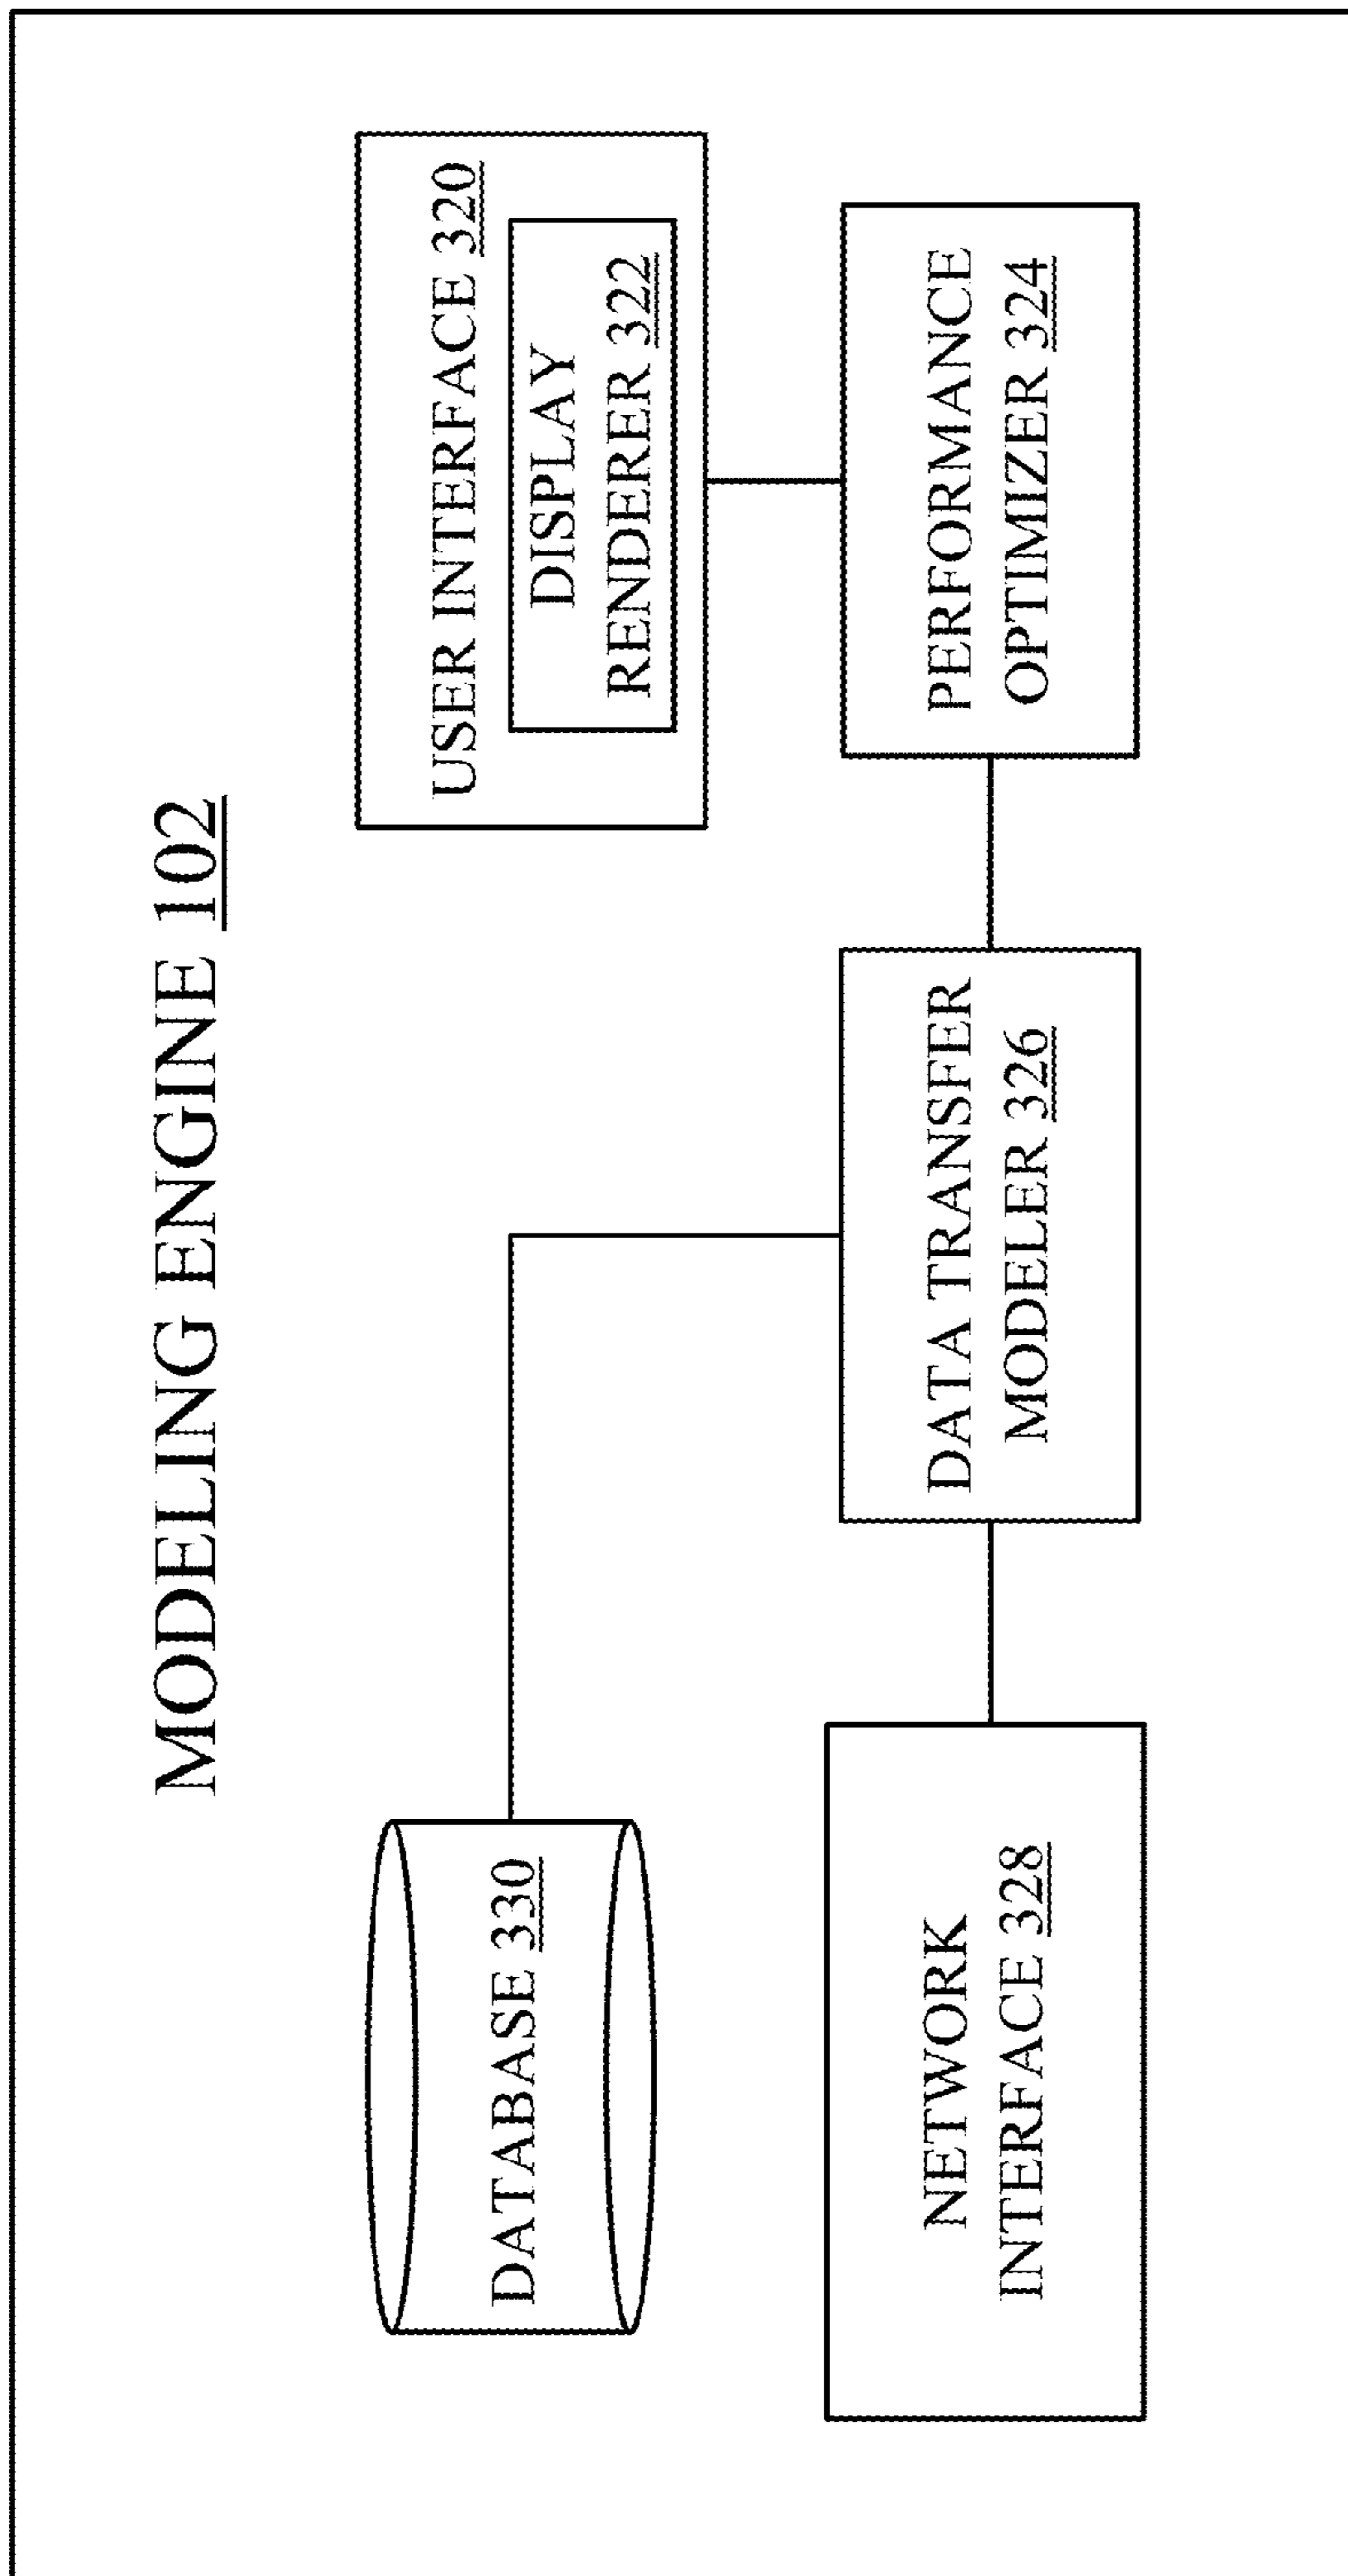 MODELING ENGINE 102
DATABASE 330
USER INTERFACE 320
DISPLAY
RENDERER 322
NETWORK
INTERFACE 328
DATA TRANSFER
MODELER 326
PERFORMANCE
OPTIMIZER 324